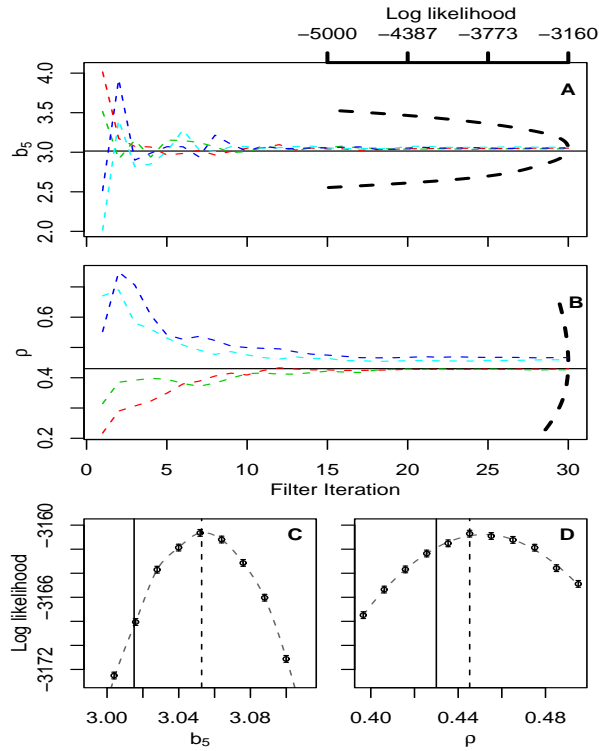 Log likelihood
−5000 −4387 −3773 −3160
A
b5
4.0
3.5
3.0
2.5
2.0
B
ρ
0.6
0.4
0.2
0 5 10 15 20 25 30
Filter Iteration
C
Log likelihood
−3160
−3166
−3172
3.00 3.04 3.08
b5
D
0.40 0.44 0.48
ρ